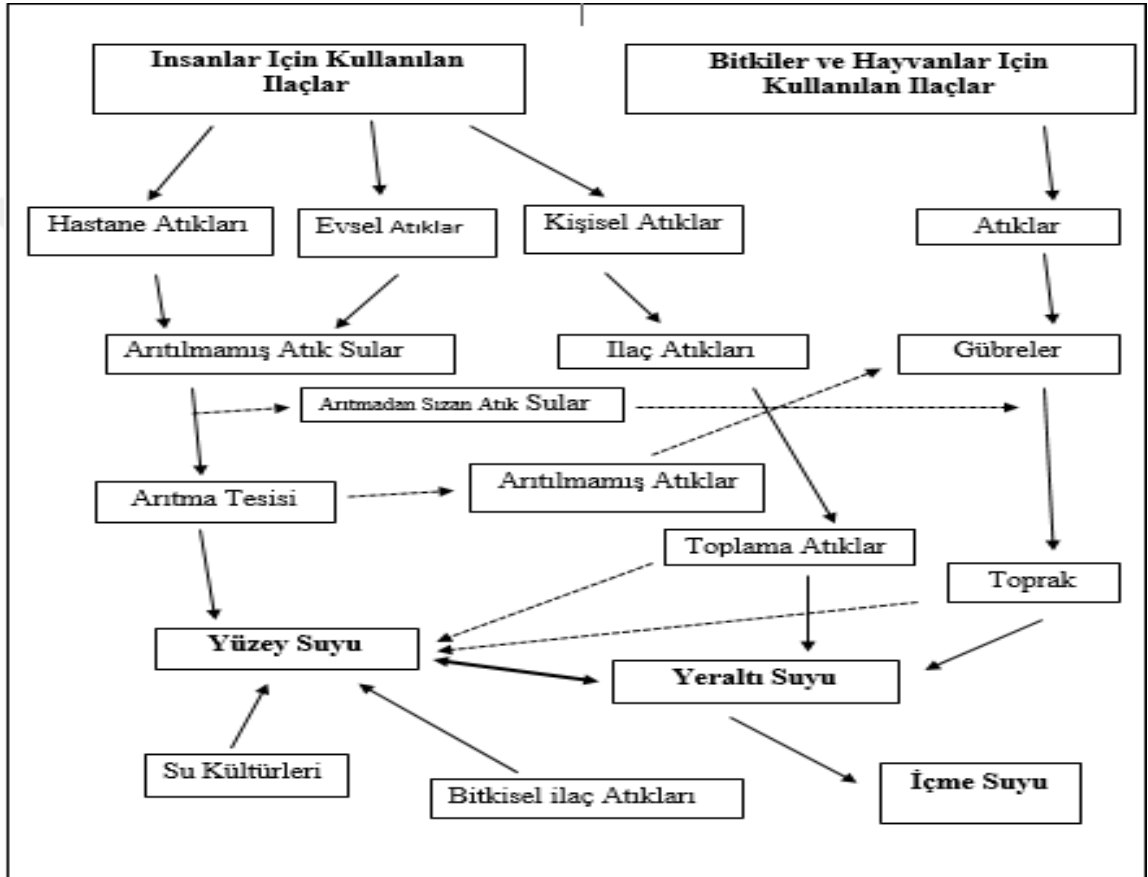 Insanlar Için Kullanılan
Ilaçlar
Bitkiler ve Hayvanlar Için
Kullanılan Ilaçlar
Hastane Atıkları
Evsel Atıklar
Kişisel Atıklar
Atıklar
Arıtılmamış Atık Sular
Ilaç Atıkları
Gübreler
Arıtmadan Sızan Atık Sular
Arıtma Tesisi
Arıtılmamış Atıklar
Toplama Atıklar
Toprak
Yüzey Suyu
Yeraltı Suyu
Su Kültürleri
Bitkisel ilaç Atıkları
İçme Suyu